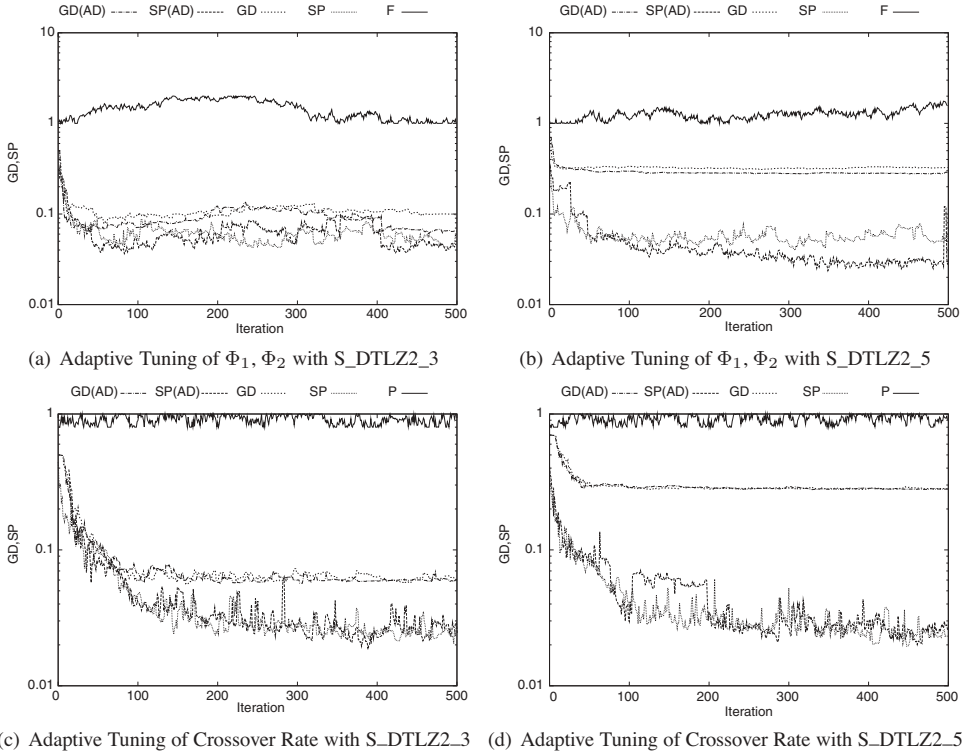 GD(AD) SP(AD) GD SP F
10
1
0.1
0.01
GD,SP
0 100 200 300 400 500
Iteration
(a) Adaptive Tuning of Φ1, Φ2 with S_DTLZ2_3
GD(AD) SP(AD) GD SP F
10
1
0.1
0.01
GD,SP
0 100 200 300 400 500
Iteration
(b) Adaptive Tuning of Φ1, Φ2 with S_DTLZ2_5
GD(AD) SP(AD) GD SP P
1
0.1
0.01
GD,SP
0 100 200 300 400 500
Iteration
(c) Adaptive Tuning of Crossover Rate with S_DTLZ2_3
GD(AD) SP(AD) GD SP P
1
0.1
0.01
GD,SP
0 100 200 300 400 500
Iteration
(d) Adaptive Tuning of Crossover Rate with S_DTLZ2_5